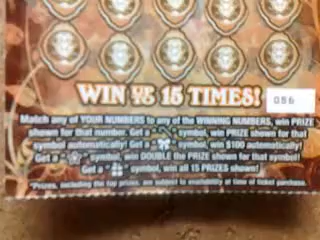 WIN UP TO 15 TIMES!
086
Match any of YOUR NUMBERS to any of the WINNING NUMBERS, win PRIZE
shown for that number. Get a " " symbol, win PRIZE shown for that
symbol automatically! Get a " " symbol, win $100 automatically!
Get a " " symbol, win DOUBLE the PRIZE shown for that symbol!
Get a " " symbol, win all 15 PRIZES shown!
*Prizes, including the top prizes, are subject to availability at time of ticket purchase.